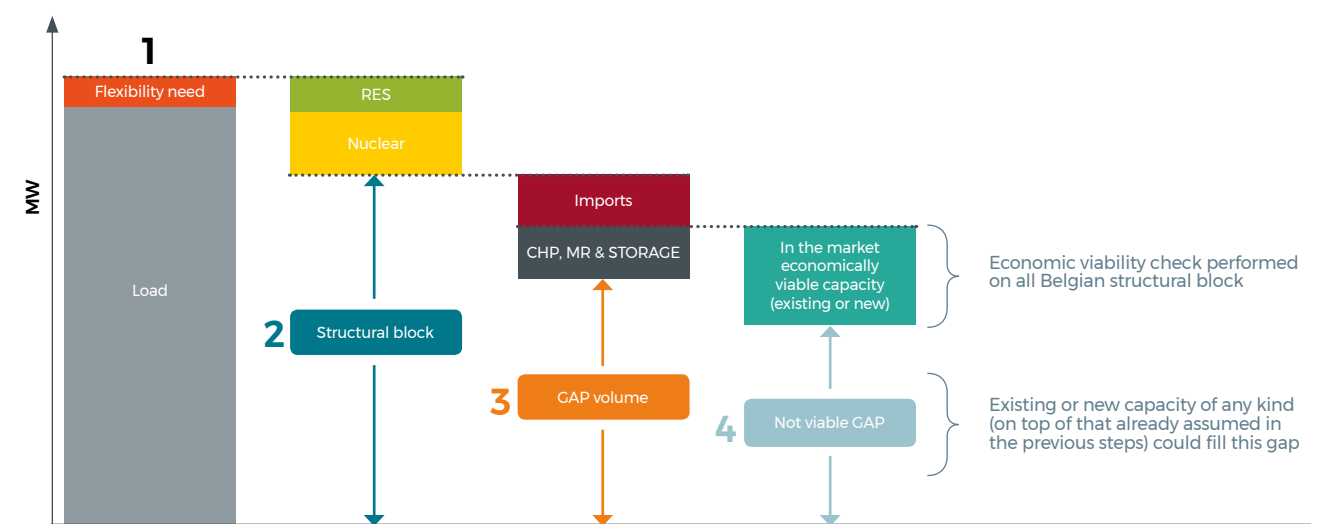 MW
1
Flexibility need
Load
RES
Nuclear
2
Structural block
Imports
CHP, MR & STORAGE
3
GAP volume
In the market
economically
viable capacity
(existing or new)
4
Not viable GAP
Economic viability check performed
on all Belgian structural block
Existing or new capacity of any kind
(on top of that already assumed in
the previous steps) could fill this gap